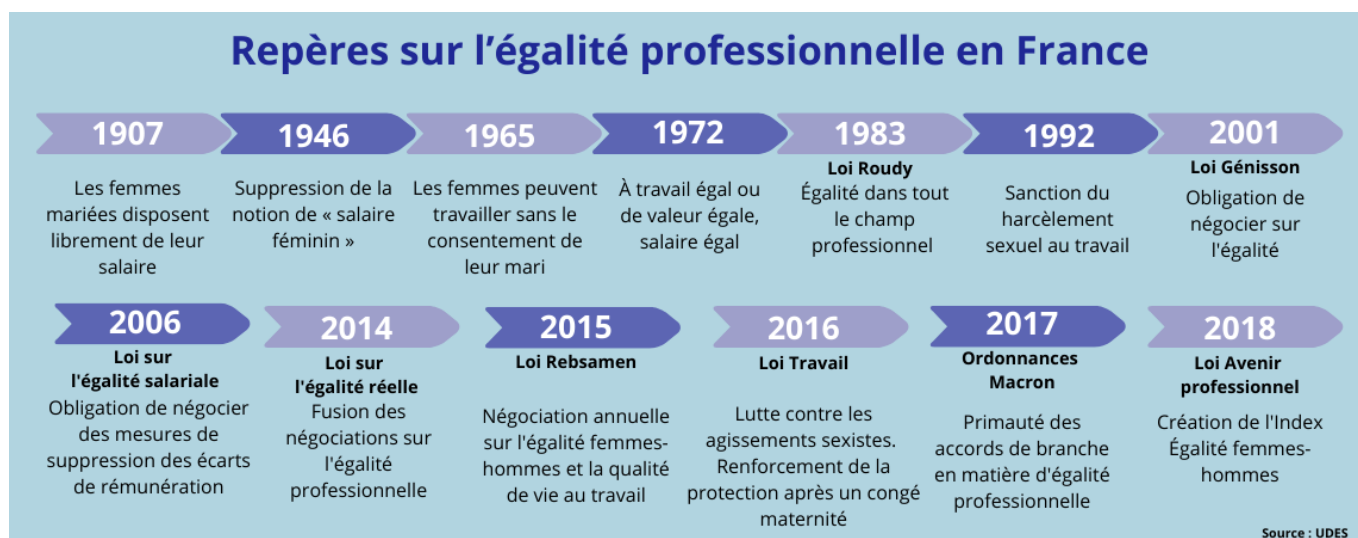 Repères sur l’égalité professionnelle en France
1907
Les femmes
mariées disposent
librement de leur
salaire
1946
Suppression de la
notion de « salaire
féminin »
1965
Les femmes peuvent
travailler sans le
consentement de
leur mari
1972
À travail égal ou
de valeur égale,
salaire égal
1983
Loi Roudy
Égalité dans tout
le champ
professionnel
1992
Sanction du
harcèlement
sexuel au travail
2001
Loi Génisson
Obligation de
négocier sur
l'égalité
2006
Loi sur
l'égalité salariale
Obligation de négocier
des mesures de
suppression des écarts
de rémunération
2014
Loi sur
l'égalité réelle
Fusion des
négociations sur
l'égalité
professionnelle
2015
Loi Rebsamen
Négociation annuelle
sur l'égalité femmes-
hommes et la qualité
de vie au travail
2016
Loi Travail
Lutte contre les
agissements sexistes.
Renforcement de la
protection après un congé
maternité
2017
Ordonnances
Macron
Primauté des
accords de branche
en matière d'égalité
professionnelle
2018
Loi Avenir
professionnel
Création de l'Index
Égalité femmes-
hommes
Source : UDES